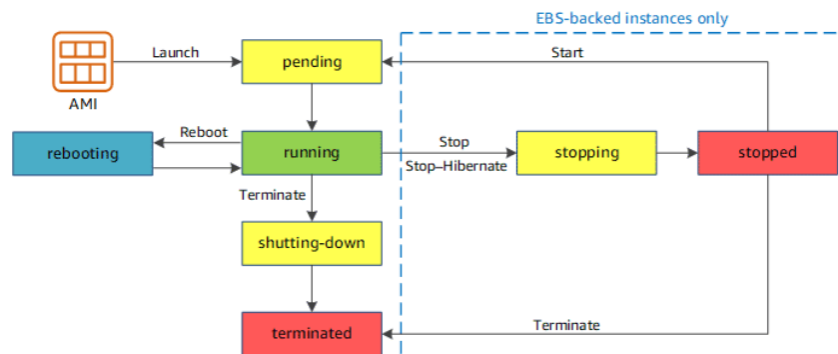 EBS-backed instances only
Launch
pending
Start
AMI
Reboot
rebooting
running
Stop
Stop–Hibernate
stopping
stopped
Terminate
shutting-down
terminated
Terminate